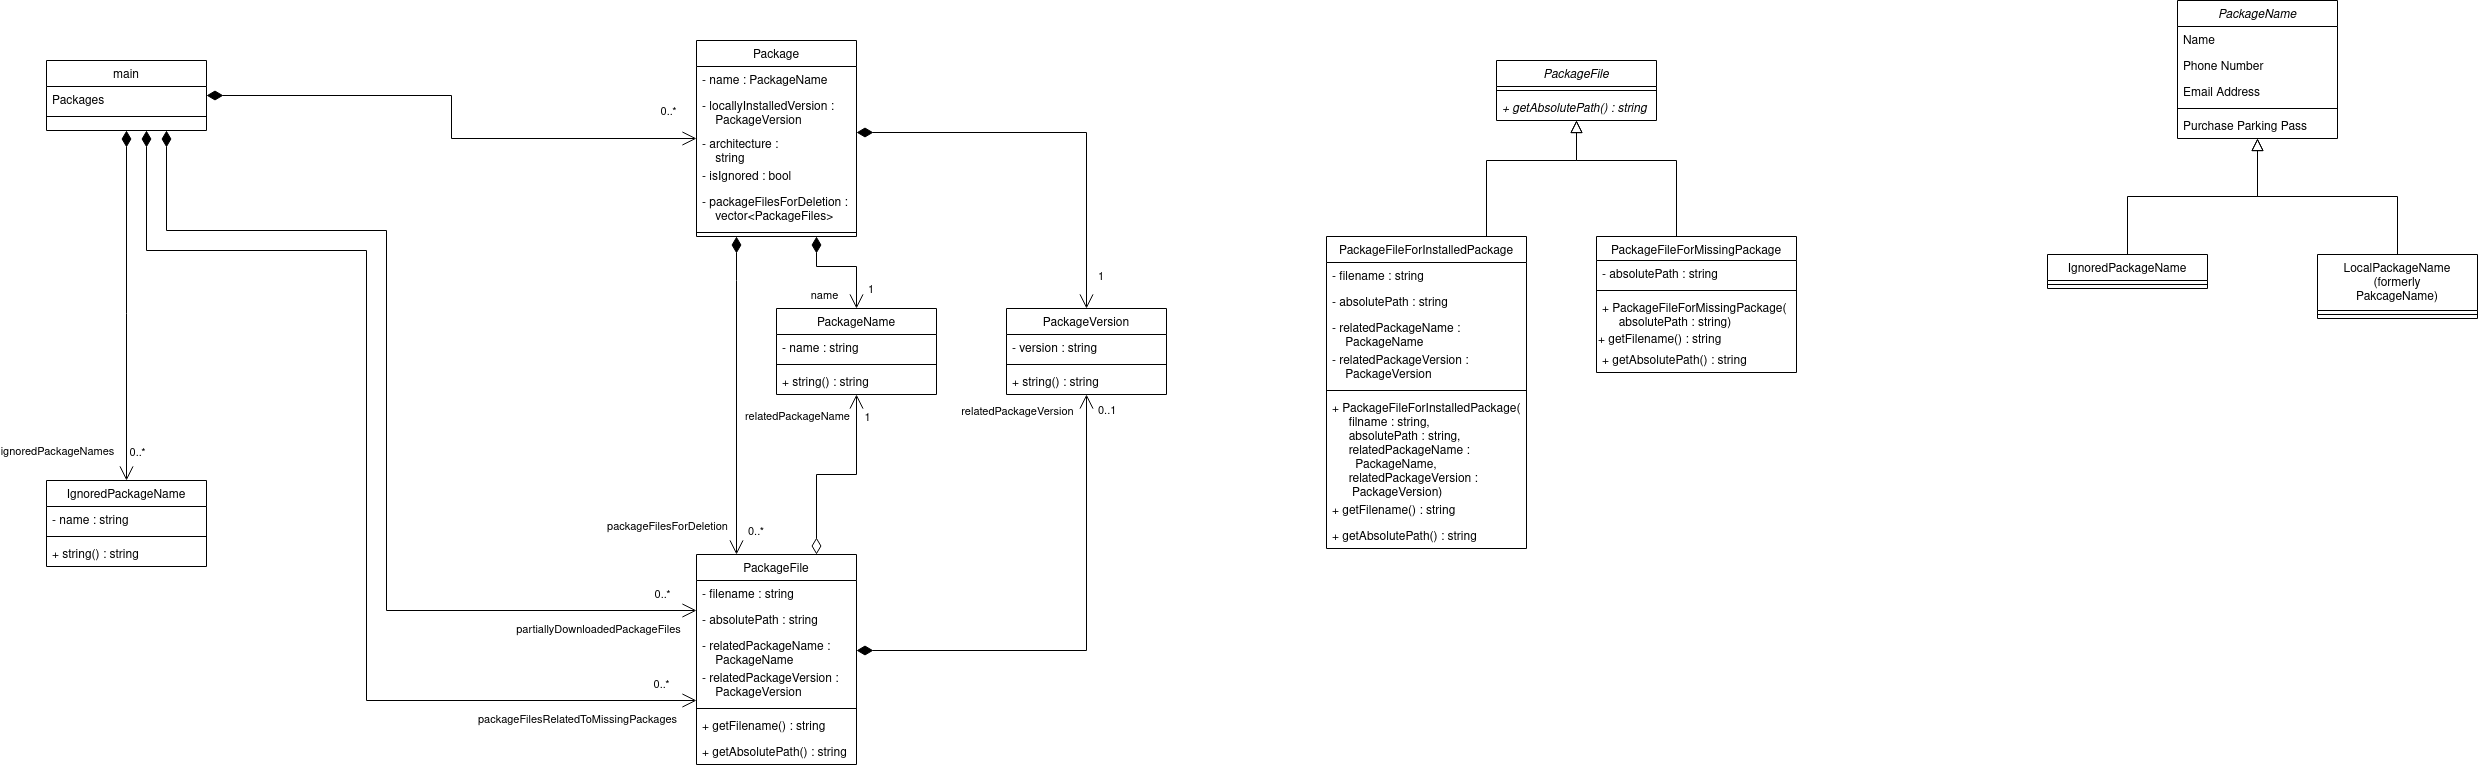 main
Packages
ignoredPackageNames
0..*
IgnoredPackageName
- name : string
+ string() : string
0..*
Package
- name : PackageName
- locallyInstalledVersion :
PackageVersion
- architecture :
string
- isIgnored : bool
- packageFilesForDeletion :
vector<PackageFiles>
name
1
1
PackageName
- name : string
+ string() : string
PackageVersion
- version : string
+ string() : string
relatedPackageName
1
relatedPackageVersion
0..1
packageFilesForDeletion
0..*
0..*
partiallyDownloadedPackageFiles
0..*
packageFilesRelatedToMissingPackages
PackageFile
- filename : string
- absolutePath : string
- relatedPackageName :
PackageName
- relatedPackageVersion :
PackageVersion
+ getFilename() : string
+ getAbsolutePath() : string
PackageFile
+ getAbsolutePath() : string
PackageFileForInstalledPackage
- filename : string
- absolutePath : string
- relatedPackageName :
PackageName
- relatedPackageVersion :
PackageVersion
+ PackageFileForInstalledPackage(
filname : string,
absolutePath : string,
relatedPackageName :
PackageName,
relatedPackageVersion :
PackageVersion)
+ getFilename() : string
+ getAbsolutePath() : string
PackageFileForMissingPackage
- absolutePath : string
+ PackageFileForMissingPackage(
absolutePath : string)
+ getFilename() : string
+ getAbsolutePath() : string
PackageName
Name
Phone Number
Email Address
Purchase Parking Pass
IgnoredPackageName
LocalPackageName
(formerly
PakcageName)